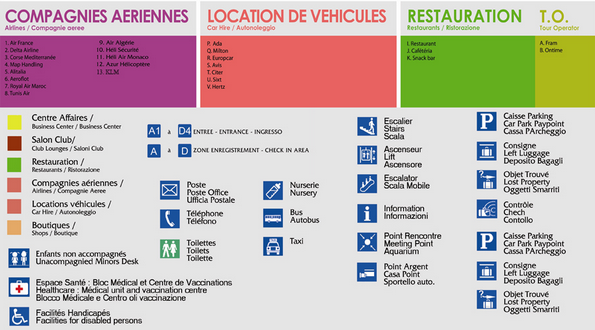 COMPAGNIES AERIENNES
Airlines / Compagnie aeree
1. Air France
2. Delta Airline
3. Corse Mediterranée
4. Map Handling
5. Alitalia
6. Aeroflot
7. Royal Air Maroc
8. Tunis Air
9. Air Algérie
10. Héli Sécurité
11. Héli Air Monaco
12. Azur Hélicoptère
13. KLM
LOCATION DE VEHICULES
Car Hire / Autonoleggio
P. Ada
Q. Milton
R. Europcar
S. Avis
T. Citer
U. Sixt
V. Hertz
RESTAURATION
Restaurants / Ristorazione
I. Restaurant
J. Cafétéria
K. Snack bar
T.O.
Tour Operator
A. Fram
B. Ontime
Centre Affaires /
Business Center / Business Center
Salon Club/
Club Lounges / Saloni Club
Restauration /
Restaurants / Ristorazione
Compagnies aériennes /
Airlines / Compagnie Aeree
Locations véhicules /
Car Hire / Autonoleggio
Boutiques /
Shops / Boutique
Enfants non accompagnés
Unacompagned Minors Desk
Espace Santé : Bloc Médical et Centre de Vaccinations
Healthcare : Médical unit and vaccination centre
Blocco Médicale e Centro oli vaccinazione
Facilités Handicapés
Facilities for disabled persons
A1 à D4 ENTREE - ENTRANCE - INGRESSO
A à D ZONE ENREGISTREMENT - CHECK IN AREA
Poste
Poste Office
Ufficia Postale
Téléphone
Téléfono
Toilettes
Toilets
Toilette
Nurserie
Nursery
Bus
Autobus
Taxi
Escalier
Stairs
Scala
Ascenseur
Lift
Ascensore
Escalator
Scala Mobile
Information
Informazioni
Point Rencontre
Meeting Point
Aquarium
Point Argent
Casa Point
Sportello auto.
P
Caisse Parking
Car Park Paypoint
Cassa PArcheggio
Consigne
Left Luggage
Deposito Bagagli
Objet Trouvé
Lost Property
Oggetti Smarriti
Contrôle
Chech
Contollo
P
Caisse Parking
Car Park Paypoint
Cassa PArcheggio
Consigne
Left Luggage
Deposito Bagagli
Objet Trouvé
Lost Property
Oggetti Smarriti